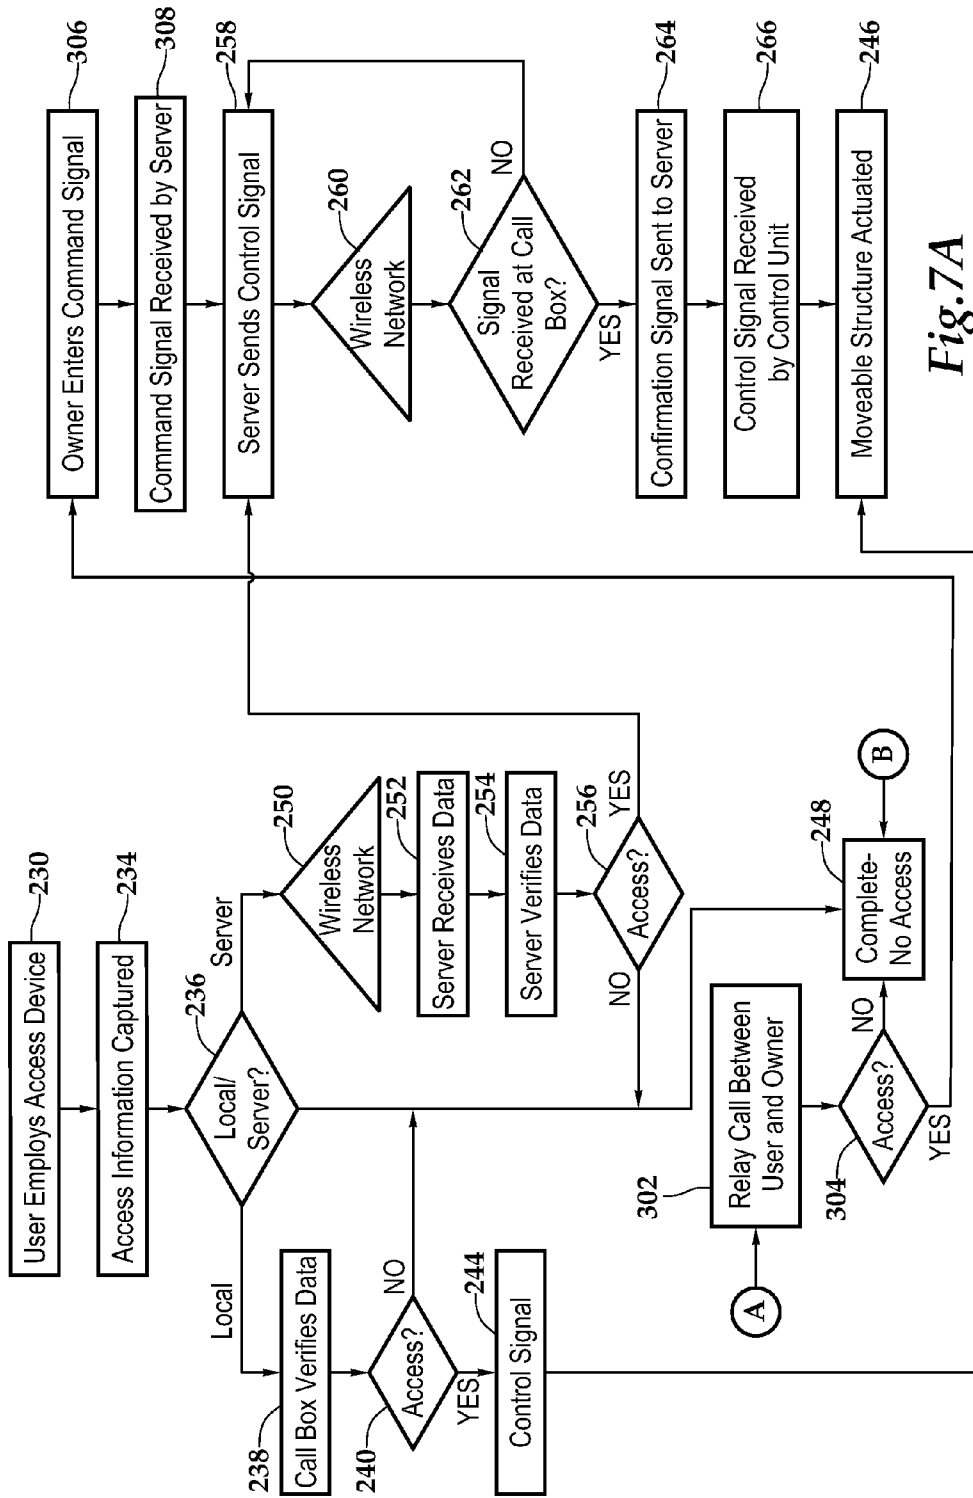 230
User Employs Access Device
234
Access Information Captured
236
Local/
Server?
Local
Server
238
Call Box Verifies Data
240
Access?
NO
YES
244
Control Signal
250
Wireless
Network
252
Server Receives Data
254
Server Verifies Data
256
Access?
NO
YES
A
302
Relay Call Between
User and Owner
304
Access?
NO
YES
248
Complete-
No Access
B
306
Owner Enters Command Signal
308
Command Signal Received by Server
258
Server Sends Control Signal
260
Wireless
Network
262
Signal
Received at Call
Box?
NO
YES
264
Confirmation Signal Sent to Server
266
Control Signal Received
by Control Unit
246
Moveable Structure Actuated
Fig.7A